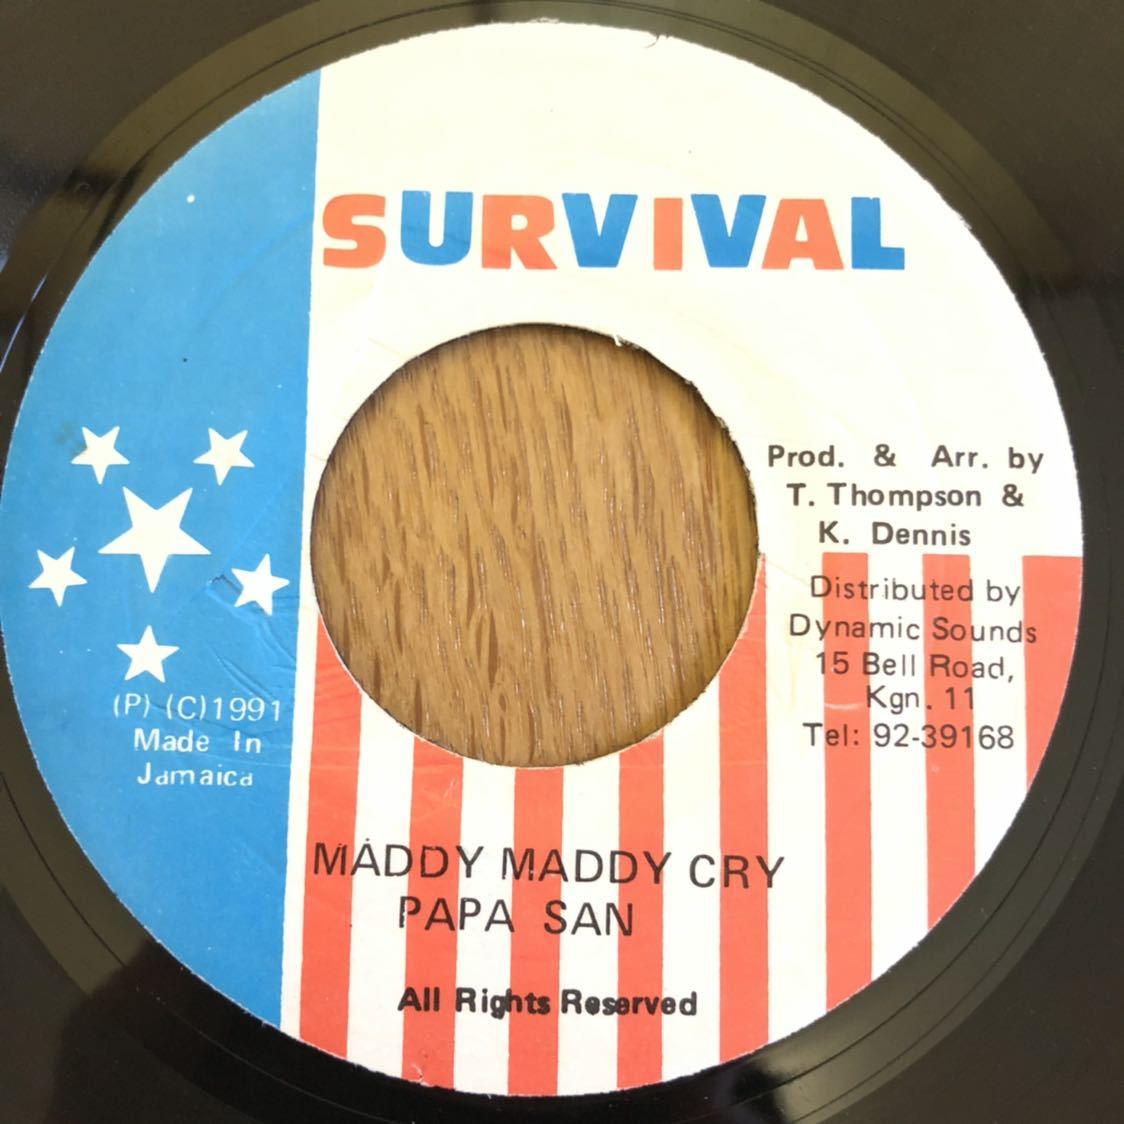 SURVIVAL
Prod. & Arr. by
T. Thompson &
K. Dennis
Distributed by
Dynamic Sounds
15 Bell Road,
Kgn. 11
Tel: 92-39168
(P) (C)1991
Made In
Jamaica
MADDY MADDY CRY
PAPA SAN
All Rights Reserved